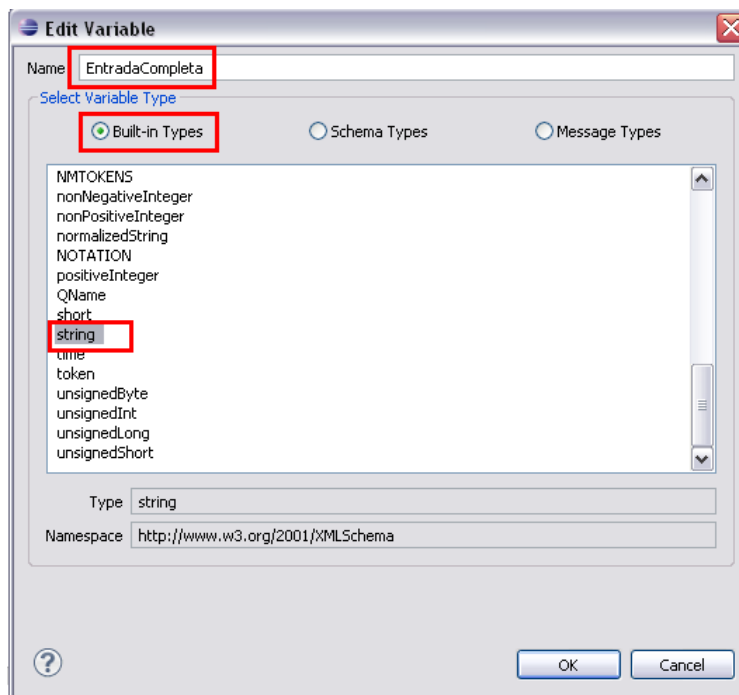 Edit Variable
Name EntradaCompleta
Select Variable Type
Built-in Types Schema Types Message Types
NMTOKENS
nonNegativeInteger
nonPositiveInteger
normalizedString
NOTATION
positiveInteger
QName
short
string
time
token
unsignedByte
unsignedInt
unsignedLong
unsignedShort
Type string
Namespace http://www.w3.org/2001/XMLSchema
? OK Cancel